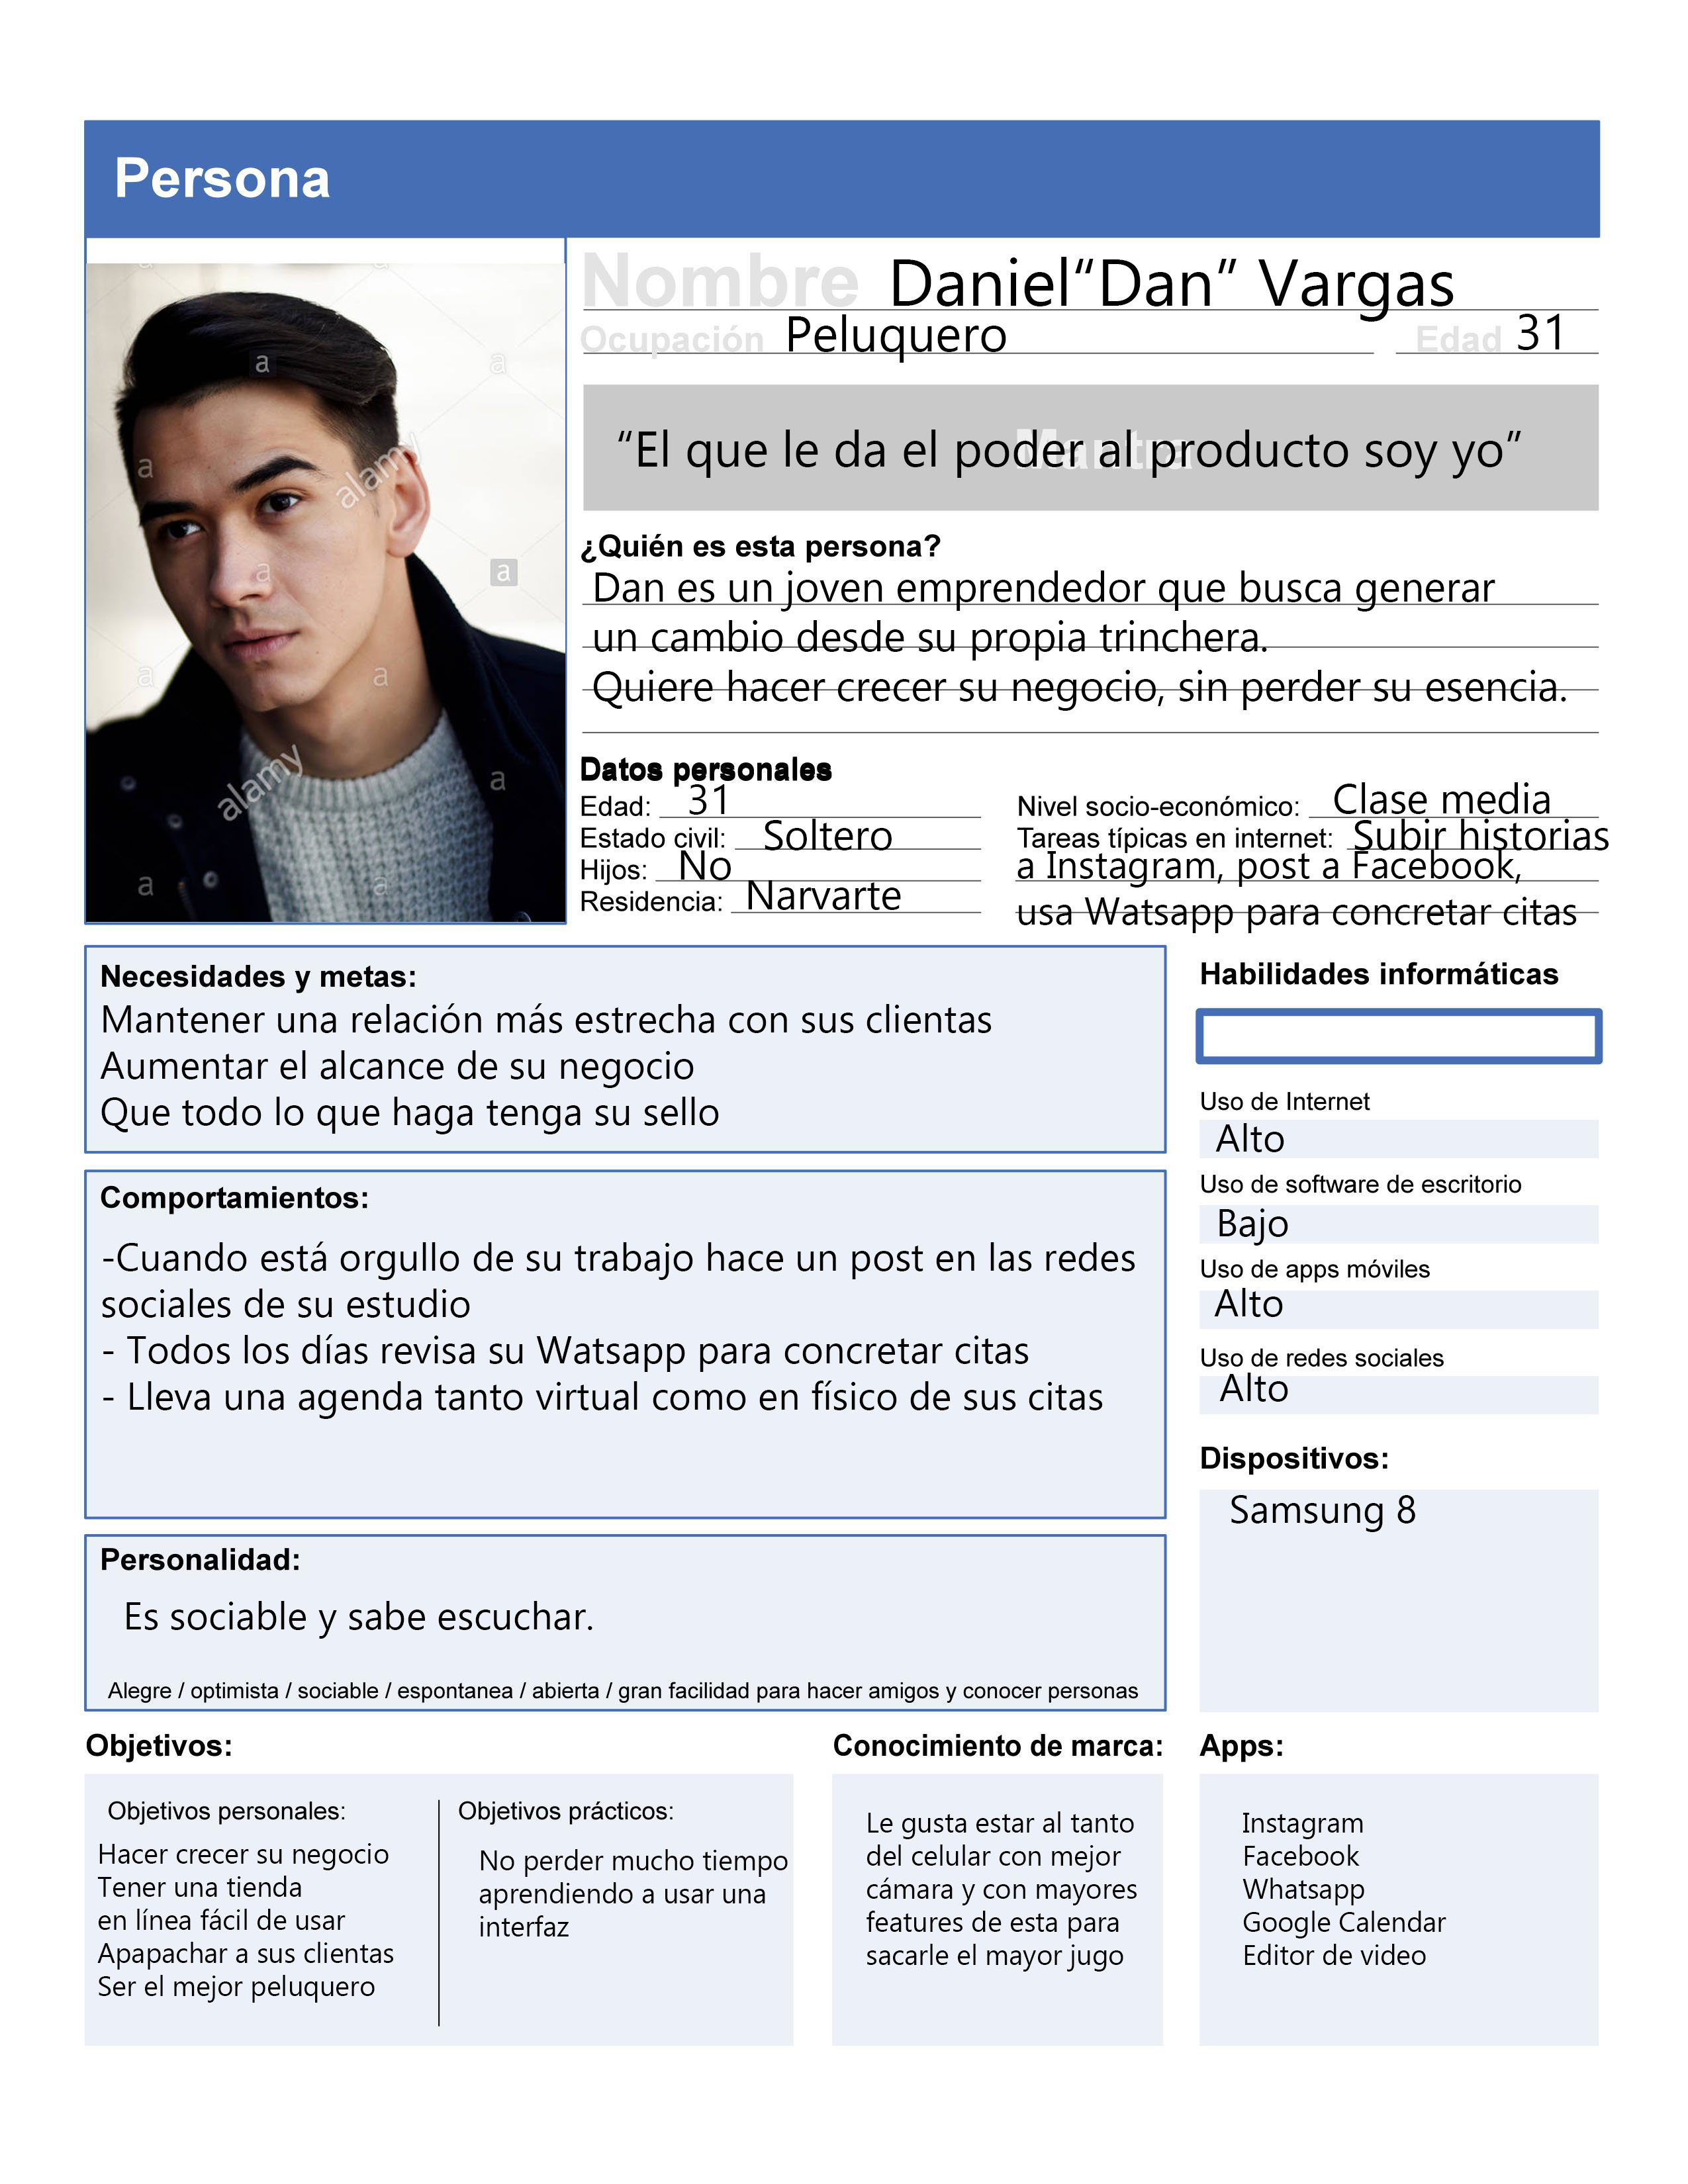 Persona
Nombre Daniel“Dan” Vargas
Ocupación Peluquero Edad 31
Mantra
“El que le da el poder al producto soy yo”
¿Quién es esta persona?
Dan es un joven emprendedor que busca generar
un cambio desde su propia trinchera.
Quiere hacer crecer su negocio, sin perder su esencia.
Datos personales
Edad: 31
Estado civil: Soltero
Hijos: No
Residencia: Narvarte
Nivel socio-económico: Clase media
Tareas típicas en internet: Subir historias
a Instagram, post a Facebook,
usa Watsapp para concretar citas
a
a
a
alamy
a
a
a
a
alamy
a
a
a
Necesidades y metas:
Mantener una relación más estrecha con sus clientas
Aumentar el alcance de su negocio
Que todo lo que haga tenga su sello
Comportamientos:
-Cuando está orgullo de su trabajo hace un post en las redes
sociales de su estudio
- Todos los días revisa su Watsapp para concretar citas
- Lleva una agenda tanto virtual como en físico de sus citas
Personalidad:
Es sociable y sabe escuchar.
Alegre / optimista / sociable / espontanea / abierta / gran facilidad para hacer amigos y conocer personas
Habilidades informáticas
Uso de Internet
Alto
Uso de software de escritorio
Bajo
Uso de apps móviles
Alto
Uso de redes sociales
Alto
Dispositivos:
Samsung 8
Objetivos:
Objetivos personales:
Hacer crecer su negocio
Tener una tienda
en línea fácil de usar
Apapachar a sus clientas
Ser el mejor peluquero
Objetivos prácticos:
No perder mucho tiempo
aprendiendo a usar una
interfaz
Conocimiento de marca:
Le gusta estar al tanto
del celular con mejor
cámara y con mayores
features de esta para
sacarle el mayor jugo
Apps:
Instagram
Facebook
Whatsapp
Google Calendar
Editor de video